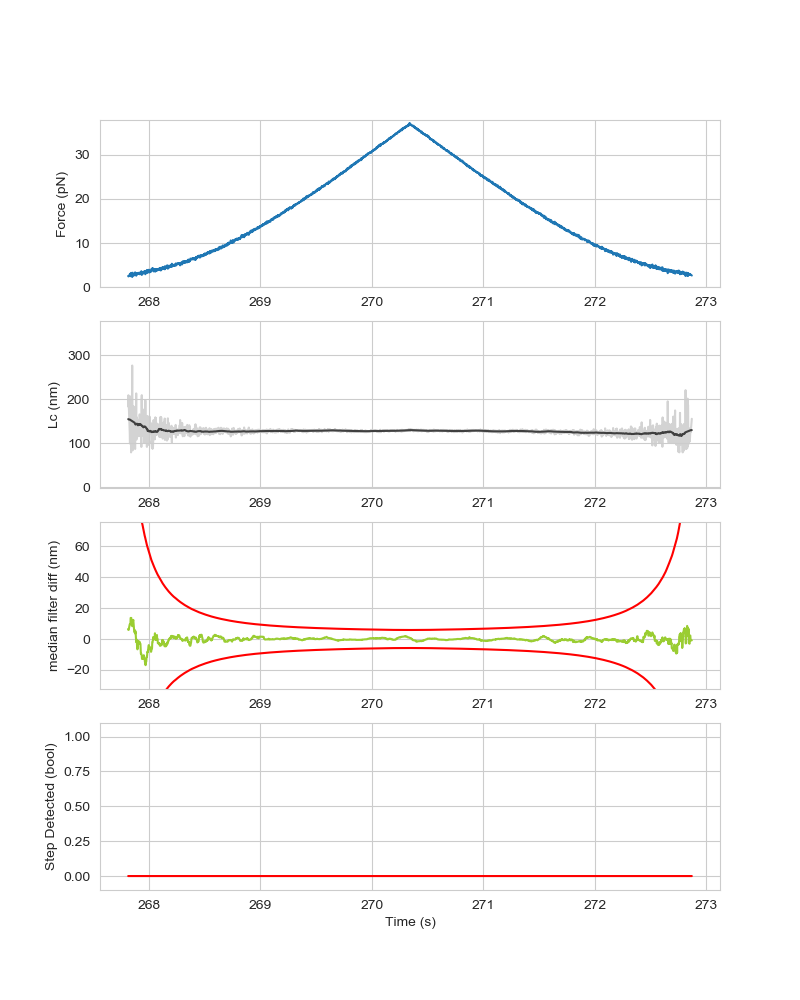 Force (pN)
30
20
10
0
268 269 270 271 272 273
Lc (nm)
300
200
100
0
268 269 270 271 272 273
median filter diff (nm)
60
40
20
0
−20
268 269 270 271 272 273
Step Detected (bool)
1.00
0.75
0.50
0.25
0.00
268 269 270 271 272 273
Time (s)